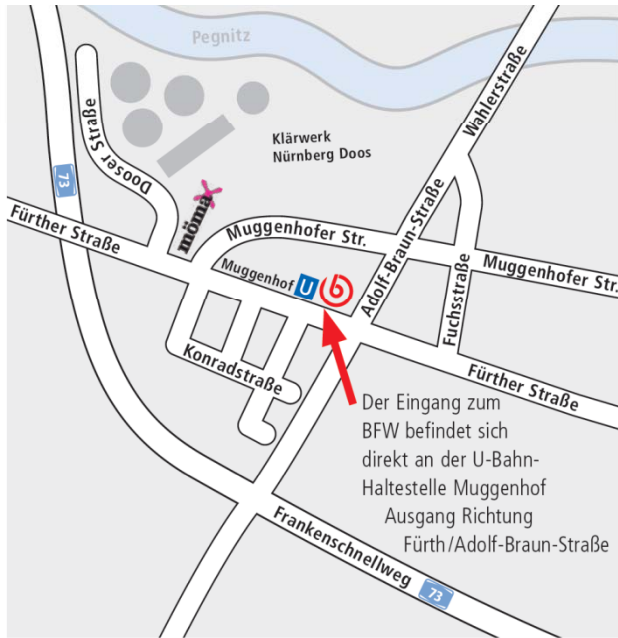 Pegnitz
Wahlerstraße
Klärwerk
Nürnberg Doos
Dooser Straße
73
mömaX
Fürther Straße
Muggenhofer Str.
Adolf-Braun-Straße
Muggenhofer Str.
Muggenhof U b
Fuchsstraße
Konradstraße
Fürther Straße
Der Eingang zum
BFW befindet sich
direkt an der U-Bahn-
Haltestelle Muggenhof
Ausgang Richtung
Fürth/Adolf-Braun-Straße
Frankenschnellweg
73